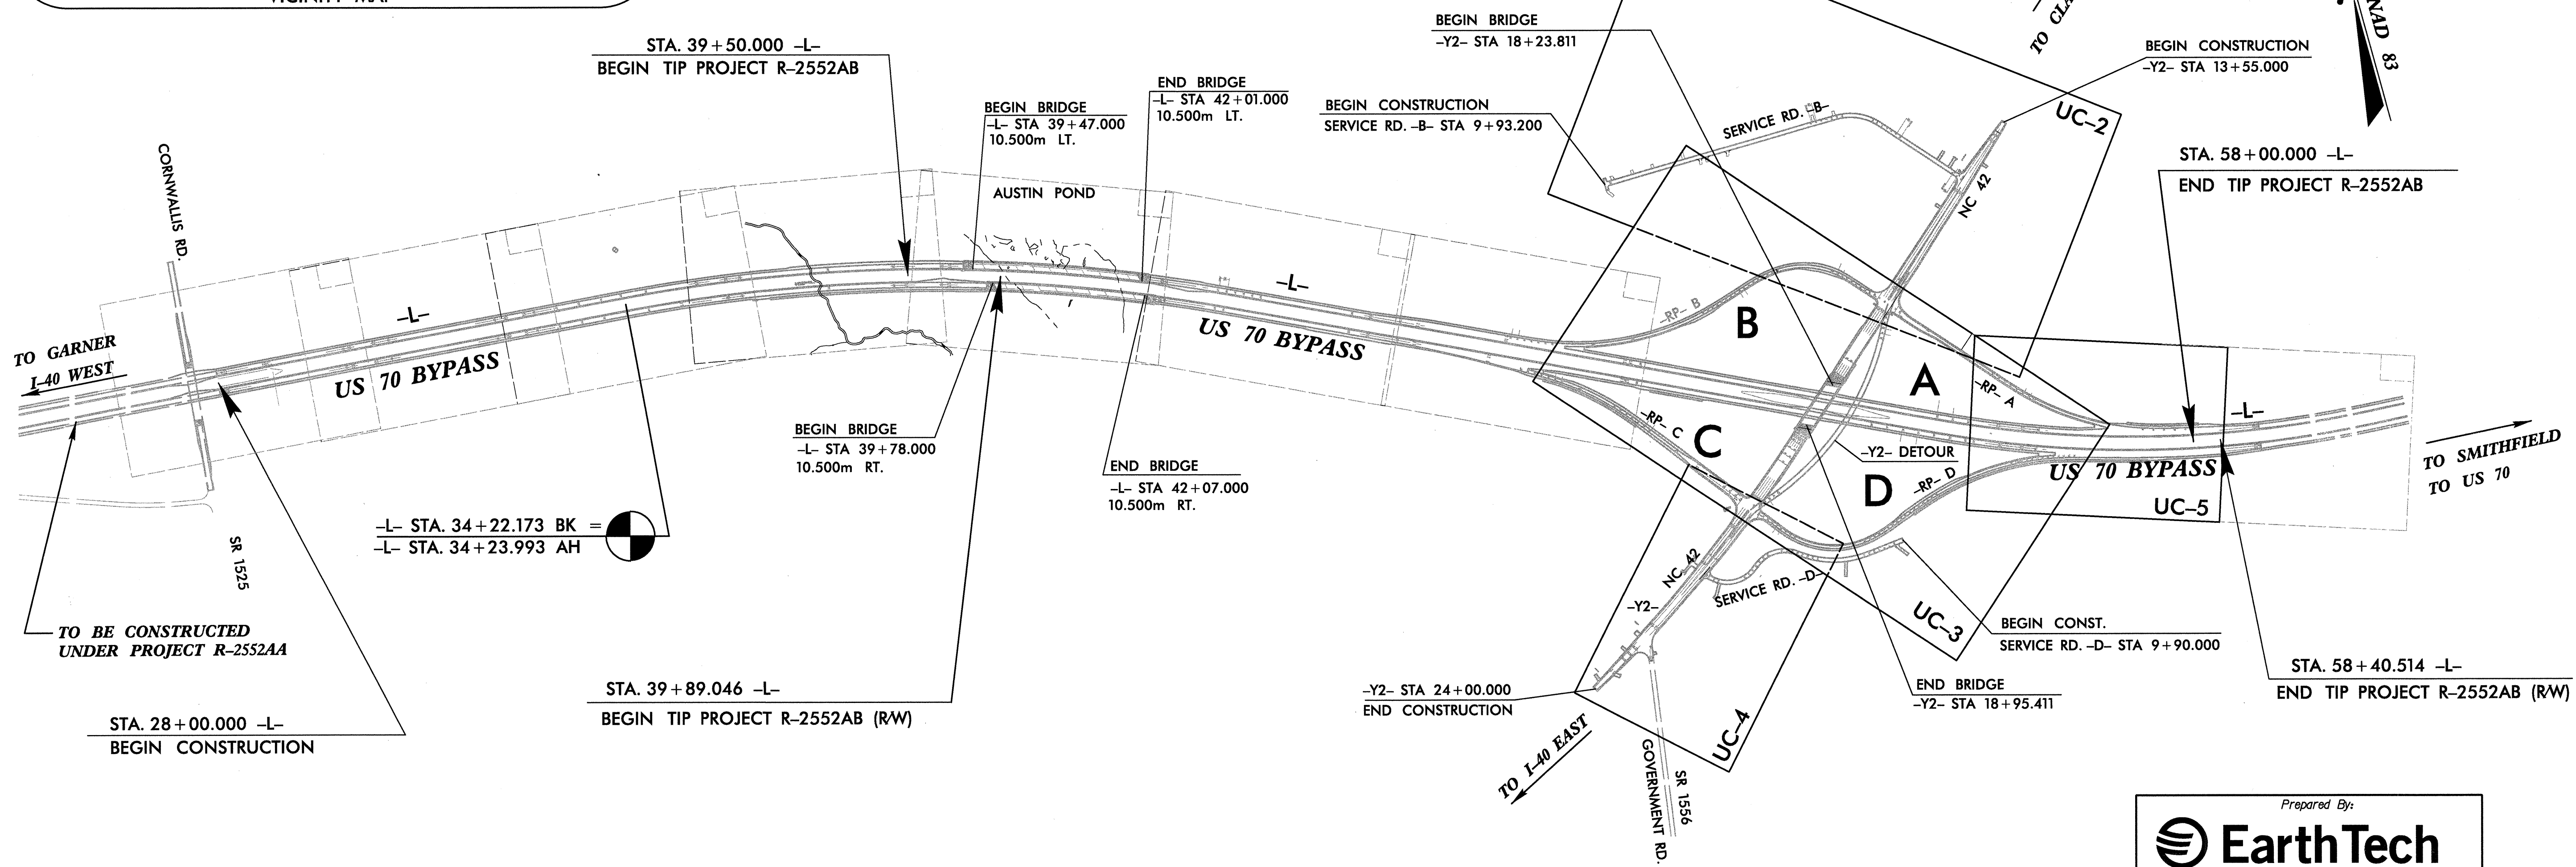 STA. 39+50.000 –L–
BEGIN TIP PROJECT R–2552AB
BEGIN BRIDGE
–L– STA 39+47.000
10.500m LT.
END BRIDGE
–L– STA 42+01.000
10.500m LT.
BEGIN BRIDGE
–Y2– STA 18+23.811
BEGIN CONSTRUCTION
SERVICE RD. –B– STA 9+93.200
BEGIN CONSTRUCTION
–Y2– STA 13+55.000
NAD 83
UC–2
SERVICE RD. –B–
STA. 58+00.000 –L–
END TIP PROJECT R–2552AB
CORNWALLIS RD.
AUSTIN POND
NC 42
–L–
–L–
–RP– B
B
US 70 BYPASS
US 70 BYPASS
TO GARNER
I–40 WEST
A
–RP– A
–L–
–RP– C
C
–Y2– DETOUR
D
–RP– D
US 70 BYPASS
TO SMITHFIELD
TO US 70
UC–5
BEGIN BRIDGE
–L– STA 39+78.000
10.500m RT.
END BRIDGE
–L– STA 42+07.000
10.500m RT.
–L– STA. 34+22.173 BK =
–L– STA. 34+23.993 AH
SR 1525
NC 42
SERVICE RD. –D–
–Y2–
UC–3
BEGIN CONST.
SERVICE RD. –D– STA 9+90.000
TO BE CONSTRUCTED
UNDER PROJECT R–2552AA
STA. 28+00.000 –L–
BEGIN CONSTRUCTION
STA. 39+89.046 –L–
BEGIN TIP PROJECT R–2552AB (R/W)
–Y2– STA 24+00.000
END CONSTRUCTION
UC–4
END BRIDGE
–Y2– STA 18+95.411
STA. 58+40.514 –L–
END TIP PROJECT R–2552AB (R/W)
TO I–40 EAST
SR 1556
GOVERNMENT RD.
Prepared By:
EarthTech